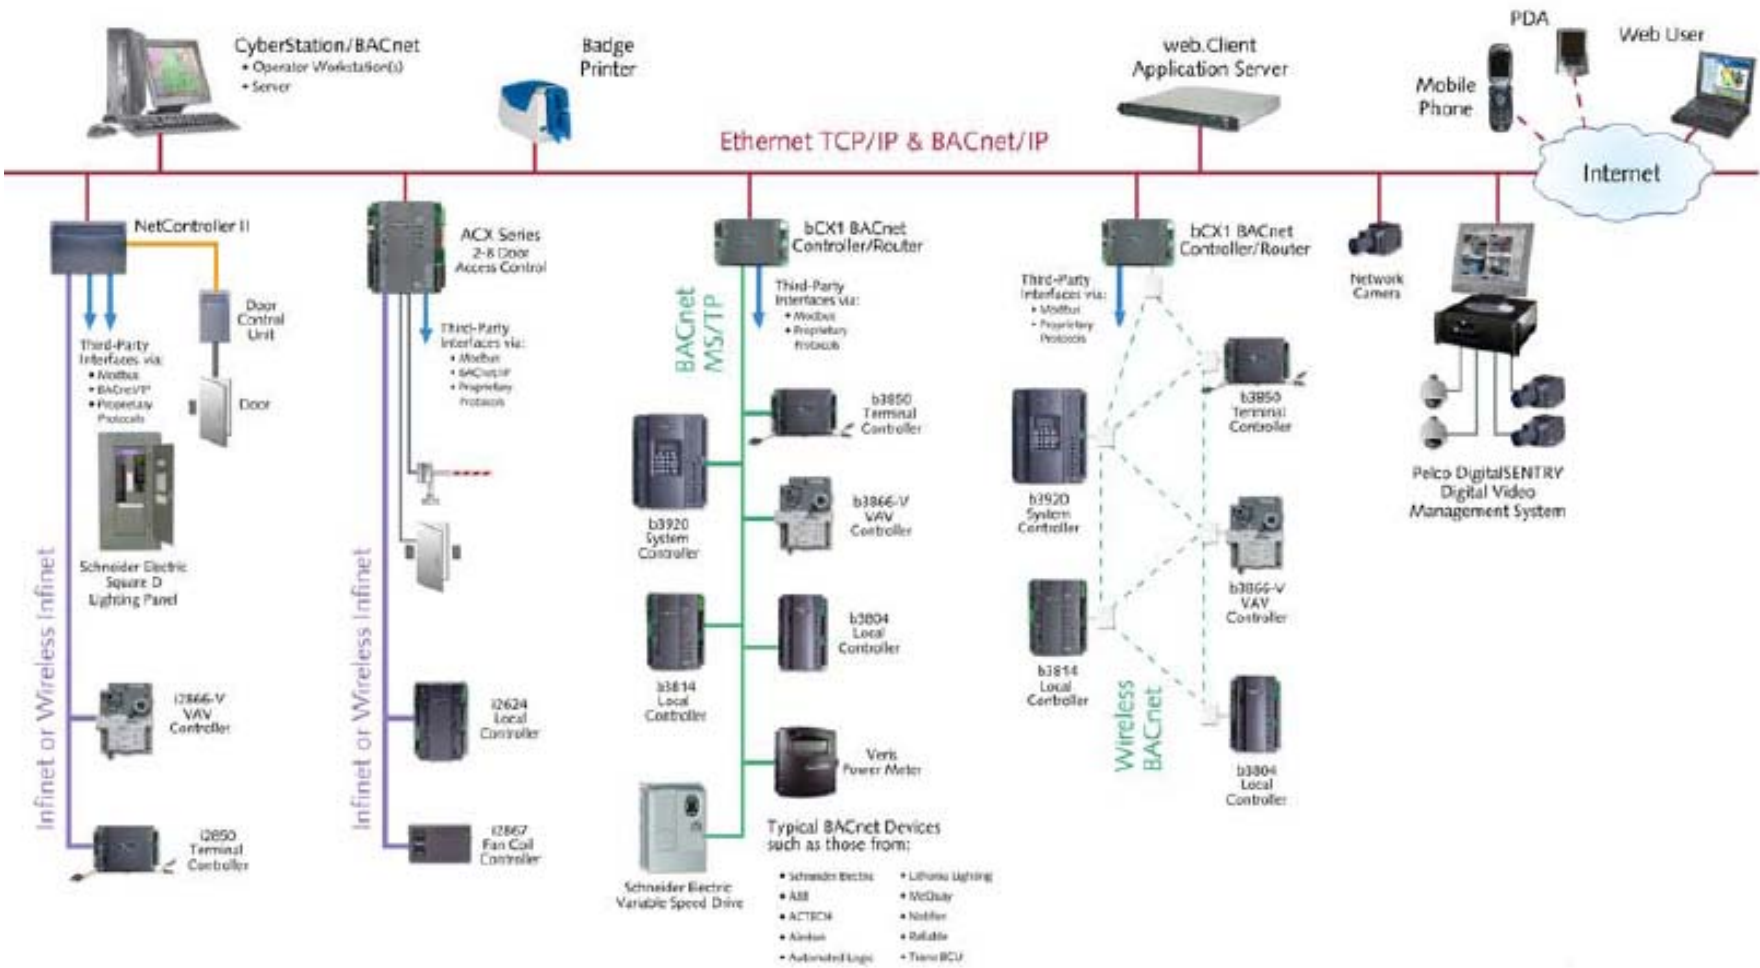 CyberStation/BACnet
• Operator Workstation(s)
• Server
Badge
Printer
web.Client
Application Server
PDA
Web User
Mobile
Phone
Ethernet TCP/IP & BACnet/IP
Internet
NetController II
Door
Control
Unit
Door
Third-Party
Interfaces via:
• Modbus
• BACnet/IP
• Proprietary
Protocols
Schneider Electric
Square D
Lighting Panel
Infinet or Wireless Infinet
i2866-V
VAV
Controller
i2850
Terminal
Controller
ACX Series
2-8 Door
Access Control
Third-Party
Interfaces via:
• Modbus
• BACnet/IP
• Proprietary
Protocols
Infinet or Wireless Infinet
i2624
Local
Controller
i2867
Fan Coil
Controller
bCX1 BACnet
Controller/Router
Third-Party
Interfaces via:
• Modbus
• Proprietary
Protocols
BACnet
MS/TP
b3850
Terminal
Controller
b3920
System
Controller
b3866-V
VAV
Controller
b3814
Local
Controller
b3804
Local
Controller
Veris
Power Meter
Schneider Electric
Variable Speed Drive
Typical BACnet Devices
such as those from:
• Schneider Electric
• ABB
• ACTECH
• Automated Logic
• Lithonia Lighting
• McQuay
• Notifier
• Reliable
• Trane BCU
bCX1 BACnet
Controller/Router
Third-Party
Interfaces via:
• Modbus
• Proprietary
Protocols
b3850
Terminal
Controller
b3920
System
Controller
b3866-V
VAV
Controller
b3814
Local
Controller
Wireless
BACnet
b3804
Local
Controller
Network
Camera
Pelco DigitalSENTRY
Digital Video
Management System